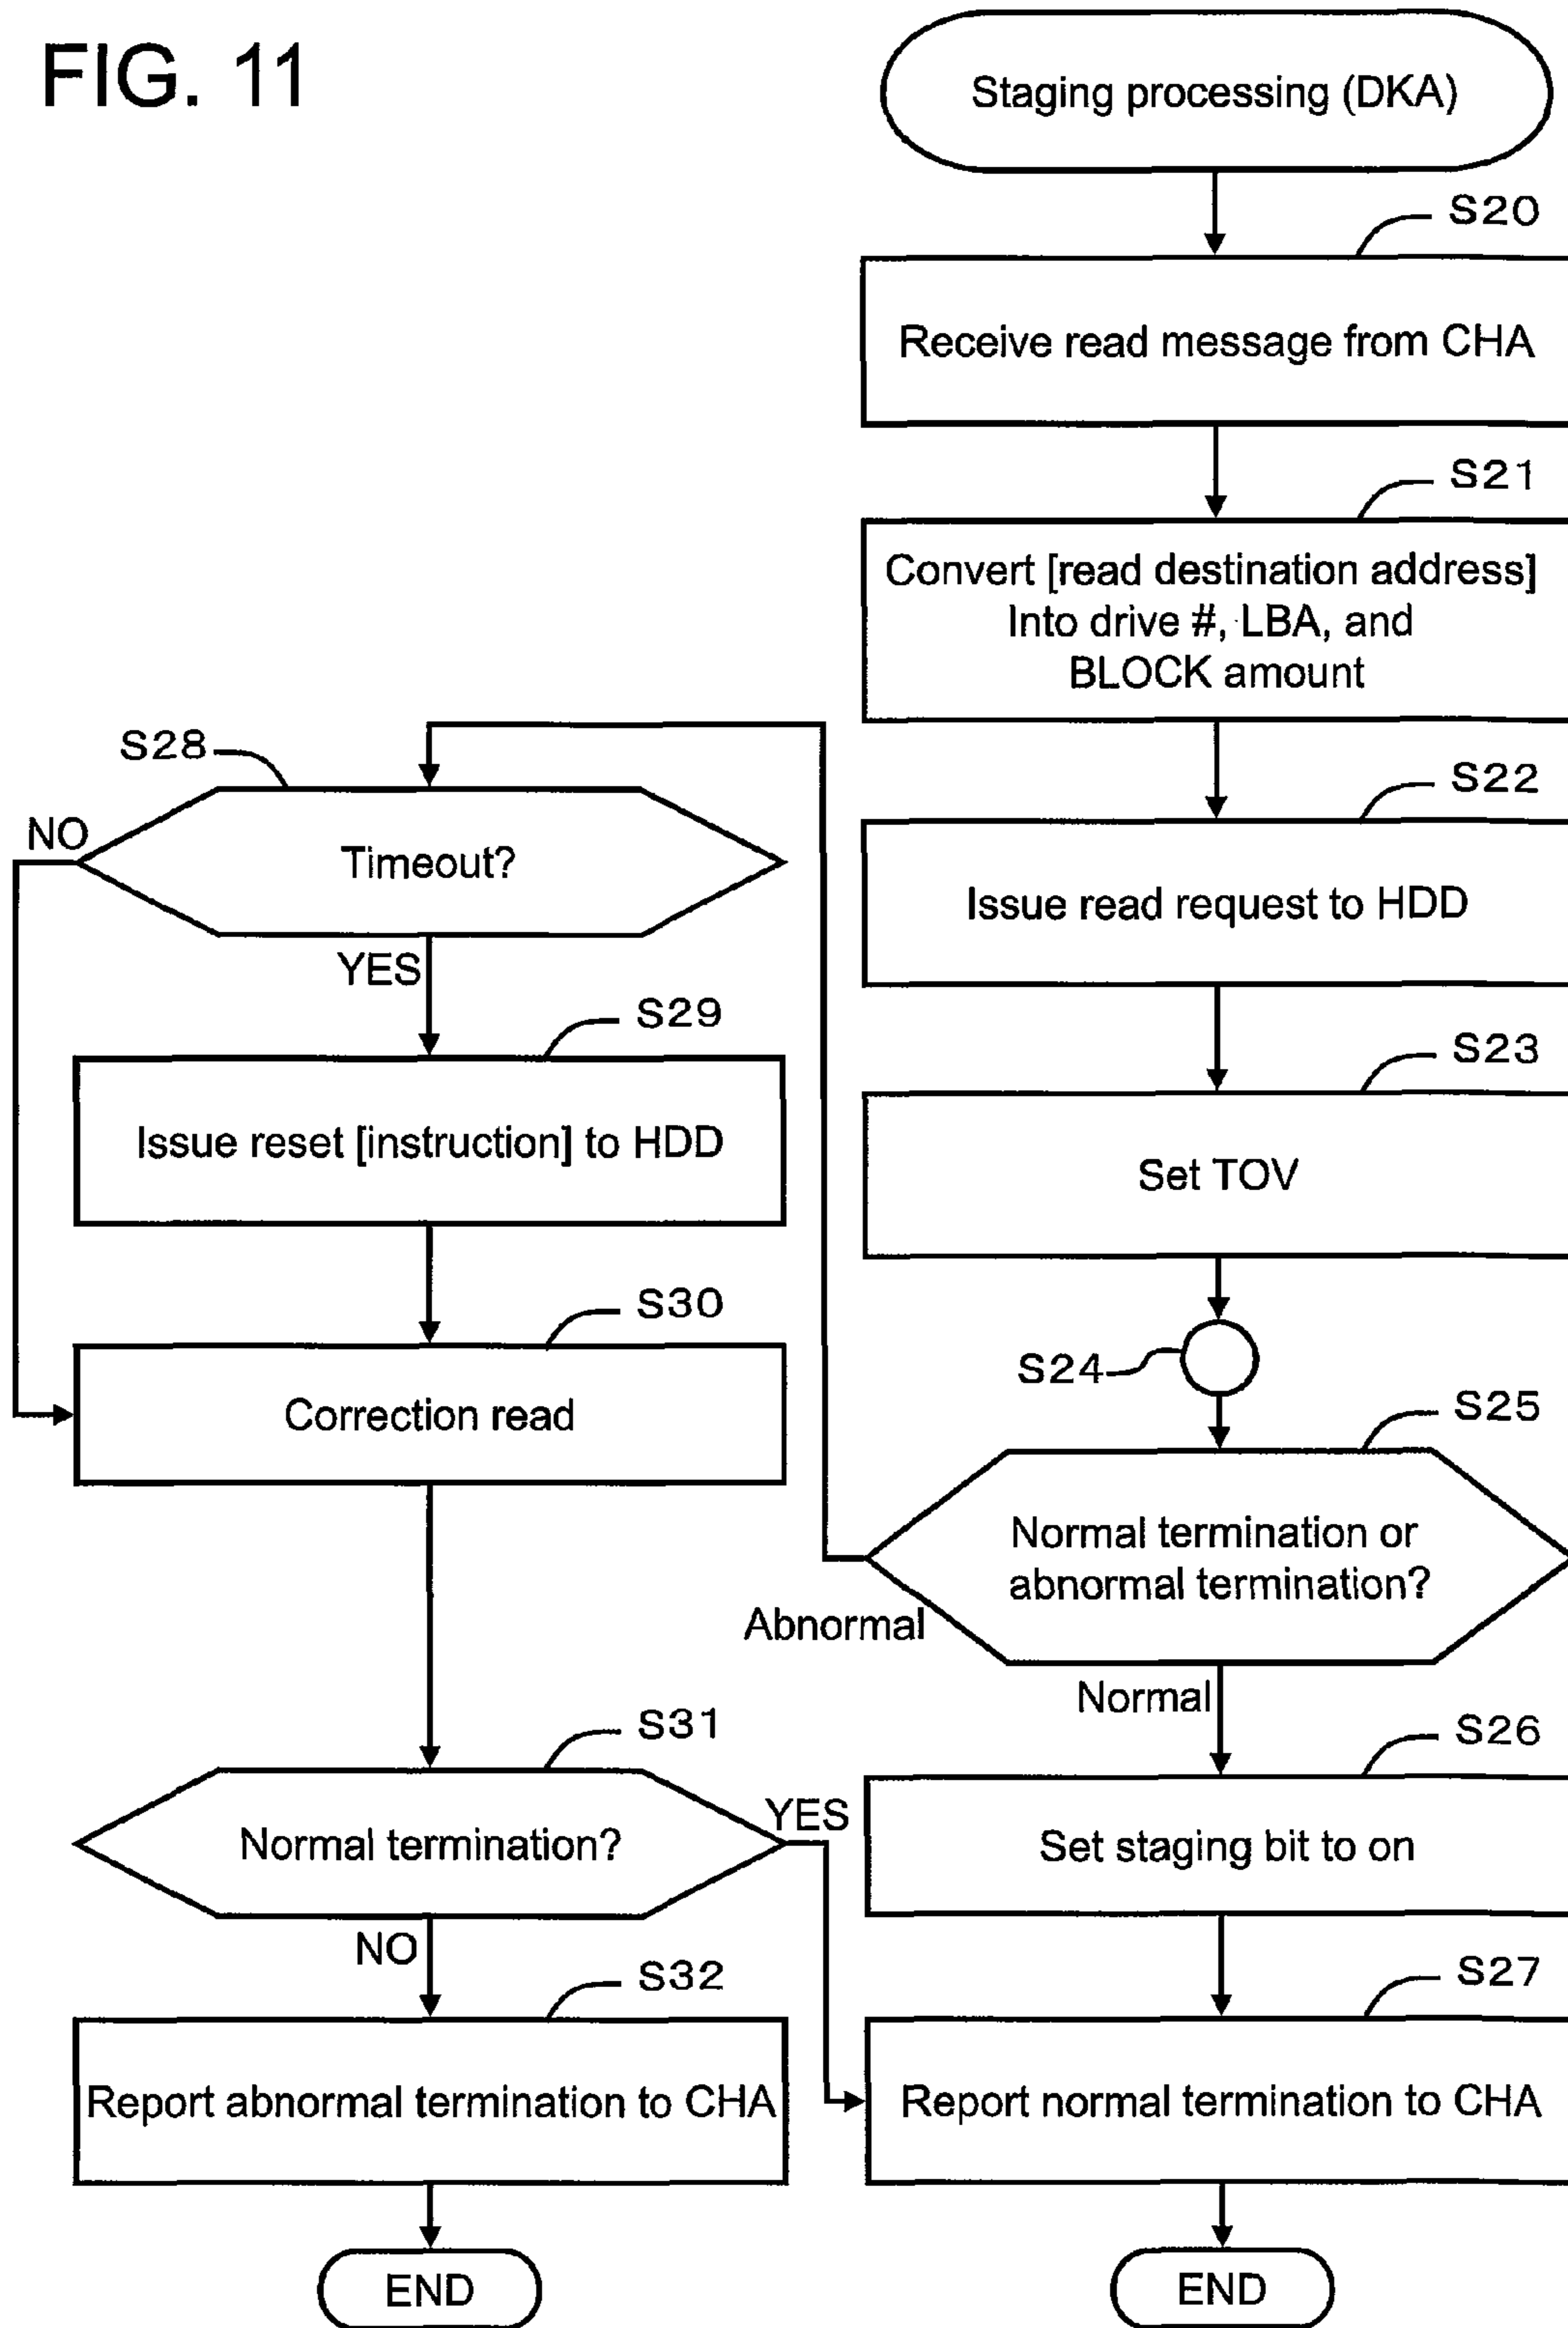 FIG. 11
Staging processing (DKA)
S20
Receive read message from CHA
S21
Convert [read destination address]
Into drive #, LBA, and
BLOCK amount
S22
Issue read request to HDD
S23
Set TOV
S24
S25
Normal termination or
abnormal termination?
Abnormal
Normal
S26
Set staging bit to on
S27
Report normal termination to CHA
END
S28
NO
Timeout?
YES
S29
Issue reset [instruction] to HDD
S30
Correction read
S31
YES
Normal termination?
NO
S32
Report abnormal termination to CHA
END